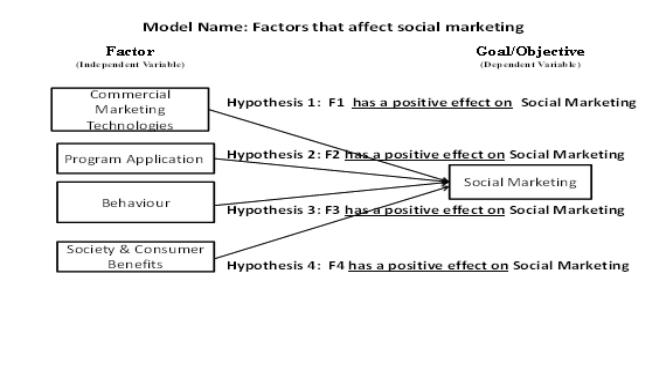 Model Name: Factors that affect social marketing
Factor
(Independent Variable)
Goal/Objective
(Dependent Variable)
Commercial
Marketing
Technologies
Hypothesis 1: F1 has a positive effect on Social Marketing
Program Application
Hypothesis 2: F2 has a positive effect on Social Marketing
Social Marketing
Behaviour
Hypothesis 3: F3 has a positive effect on Social Marketing
Society & Consumer
Benefits
Hypothesis 4: F4 has a positive effect on Social Marketing